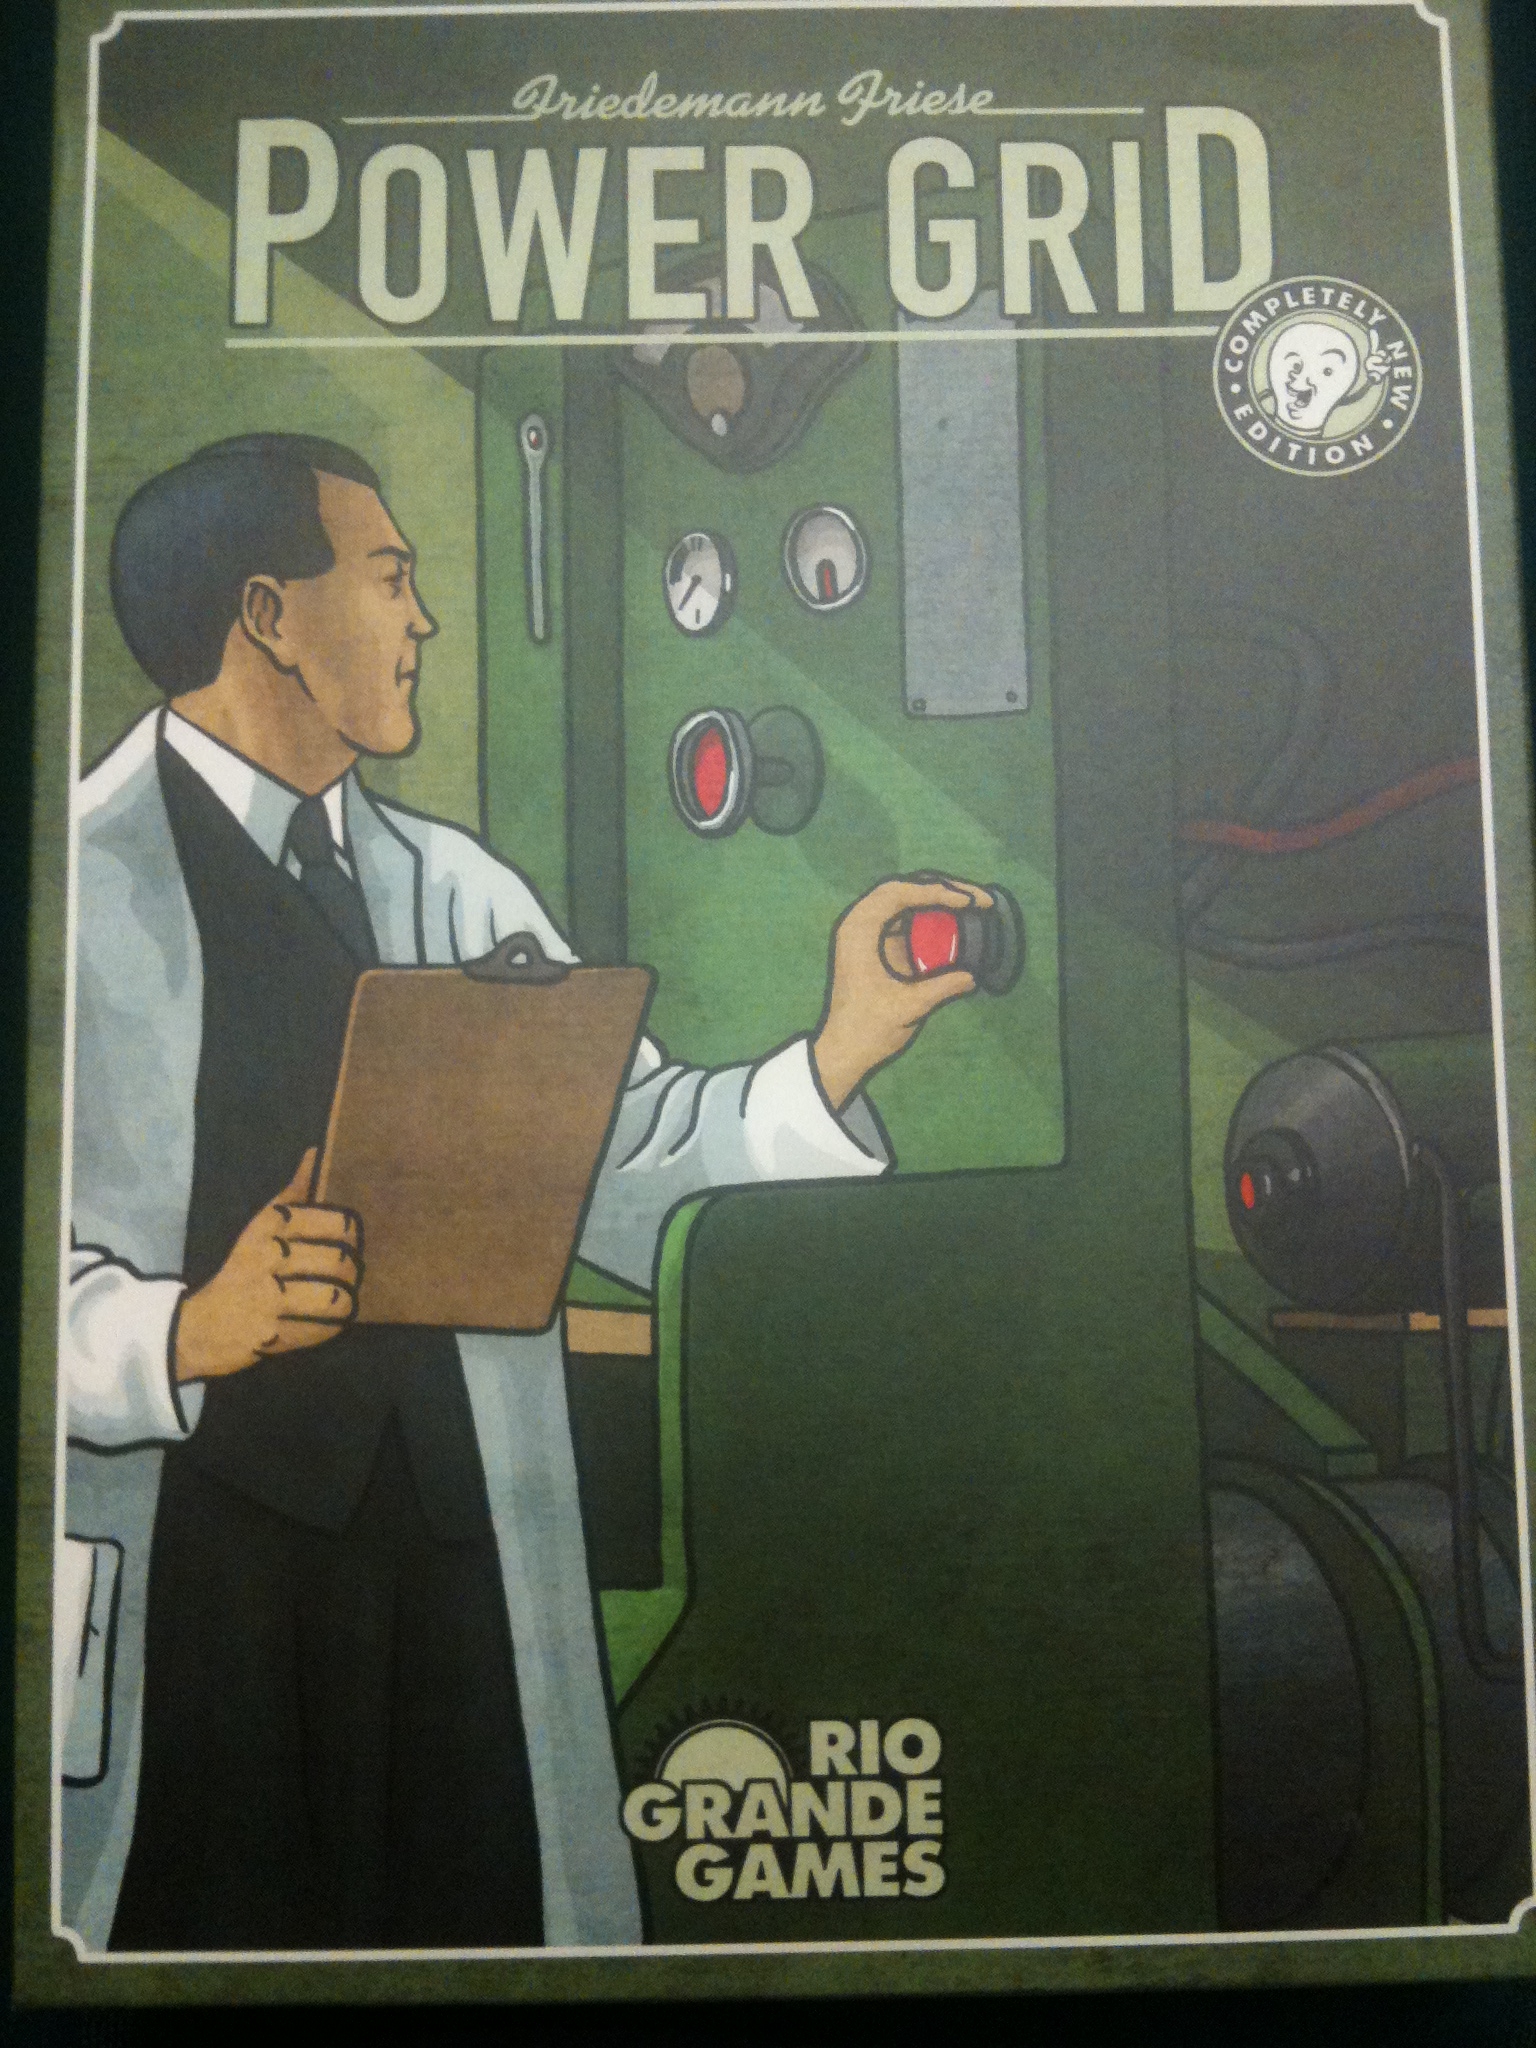 Friedemann Friese
POWER GRID
COMPLETELY NEW • EDITION •
RIO
GRANDE
GAMES